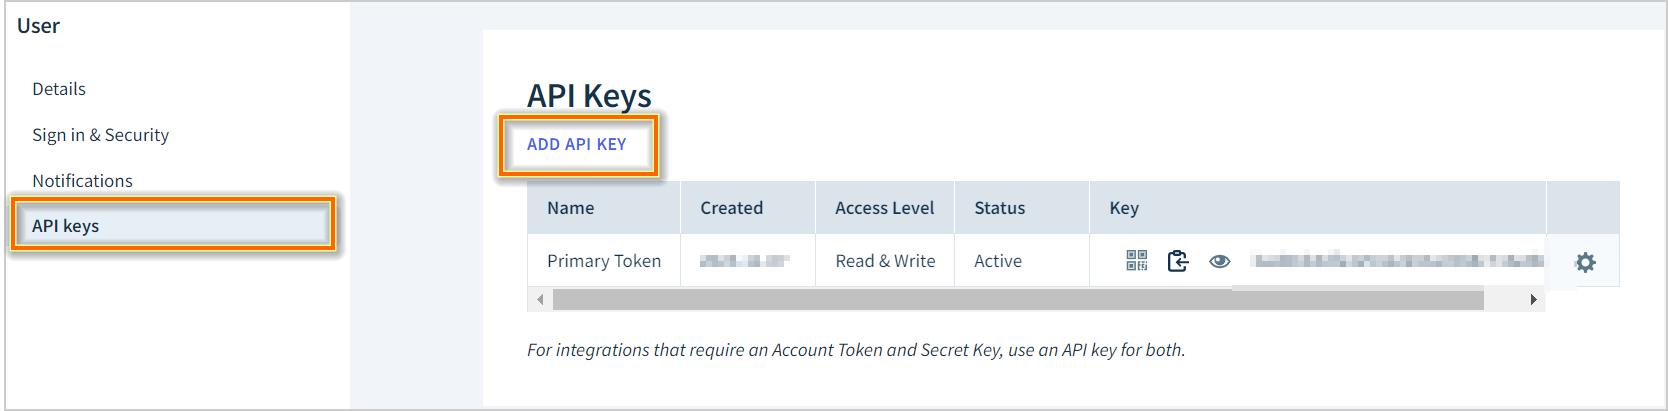 User
Details
Sign in & Security
Notifications
API keys
API Keys
ADD API KEY
Name Created Access Level Status Key
Primary Token Read & Write Active
For integrations that require an Account Token and Secret Key, use an API key for both.